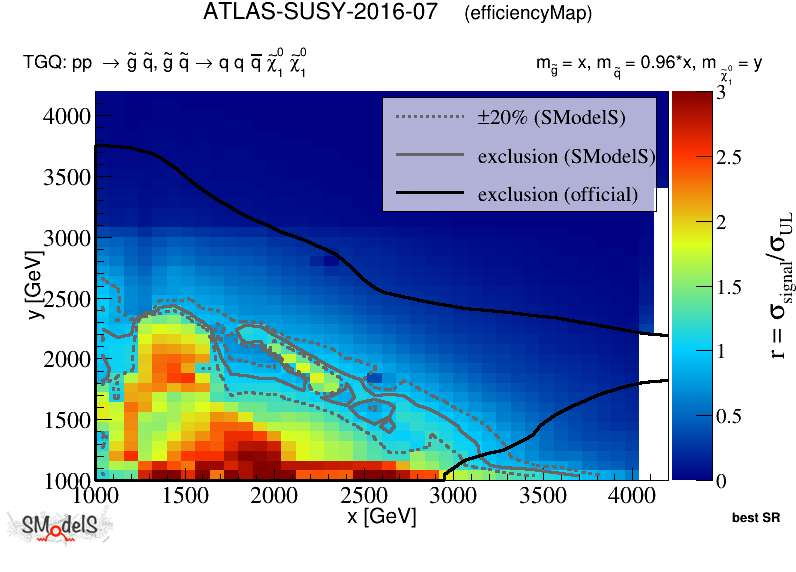 ATLAS-SUSY-2016-07 (efficiencyMap)
TGQ: pp → g̃ q̃, g̃ q̃ → q q q̅ χ̃₁⁰ χ̃₁⁰
m_g̃ = x, m_q̃ = 0.96*x, m_χ̃₁⁰ = y
±20% (SModelS)
exclusion (SModelS)
exclusion (official)
4000
3500
3000
2500
2000
1500
1000
y [GeV]
1000 1500 2000 2500 3000 3500 4000
x [GeV]
3
2.5
2
1.5
1
0.5
0
r = σ_signal/σ_UL
SModelS
best SR